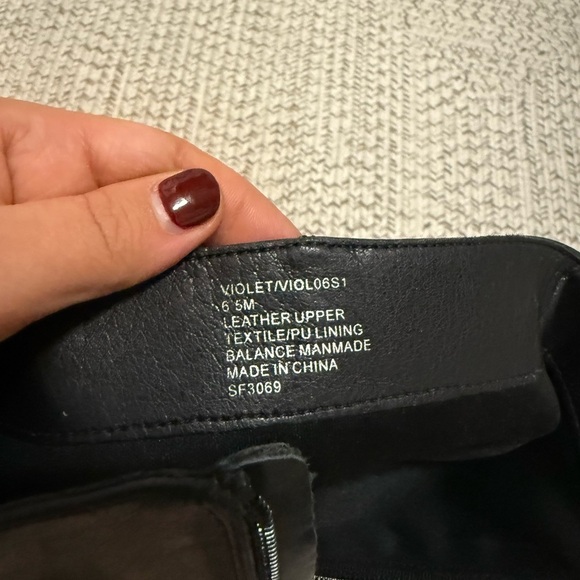 VIOLET/VIOL06S1
6.5M
LEATHER UPPER
TEXTILE/PU LINING
BALANCE MANMADE
MADE IN CHINA
SF3069